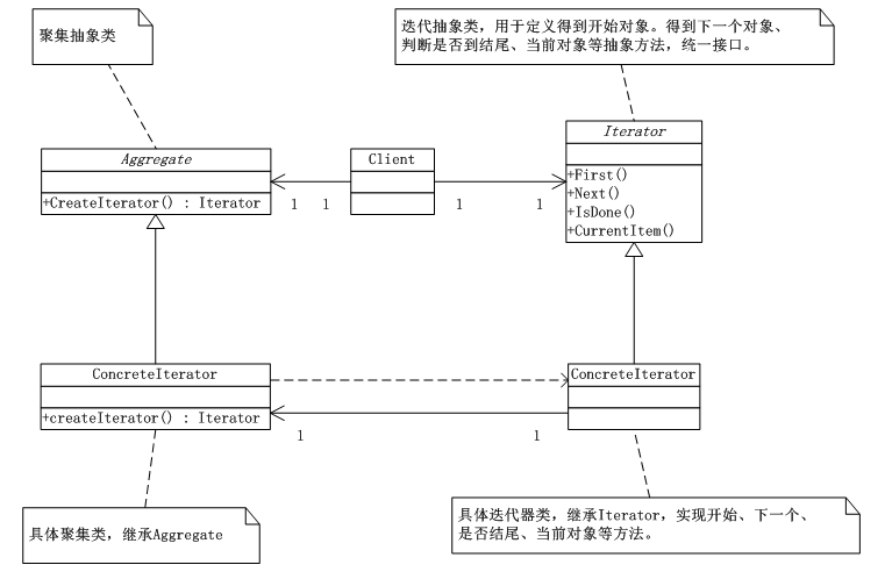 聚集抽象类
迭代抽象类，用于定义得到开始对象。得到下一个对象、
判断是否到结尾、当前对象等抽象方法，统一接口。
Aggregate
+CreateIterator() : Iterator
Client
Iterator
+First()
+Next()
+IsDone()
+CurrentItem()
1
1
1
1
ConcreteIterator
+createIterator() : Iterator
ConcreteIterator
1
1
具体聚集类，继承Aggregate
具体迭代器类，继承Iterator，实现开始、下一个、
是否结尾、当前对象等方法。